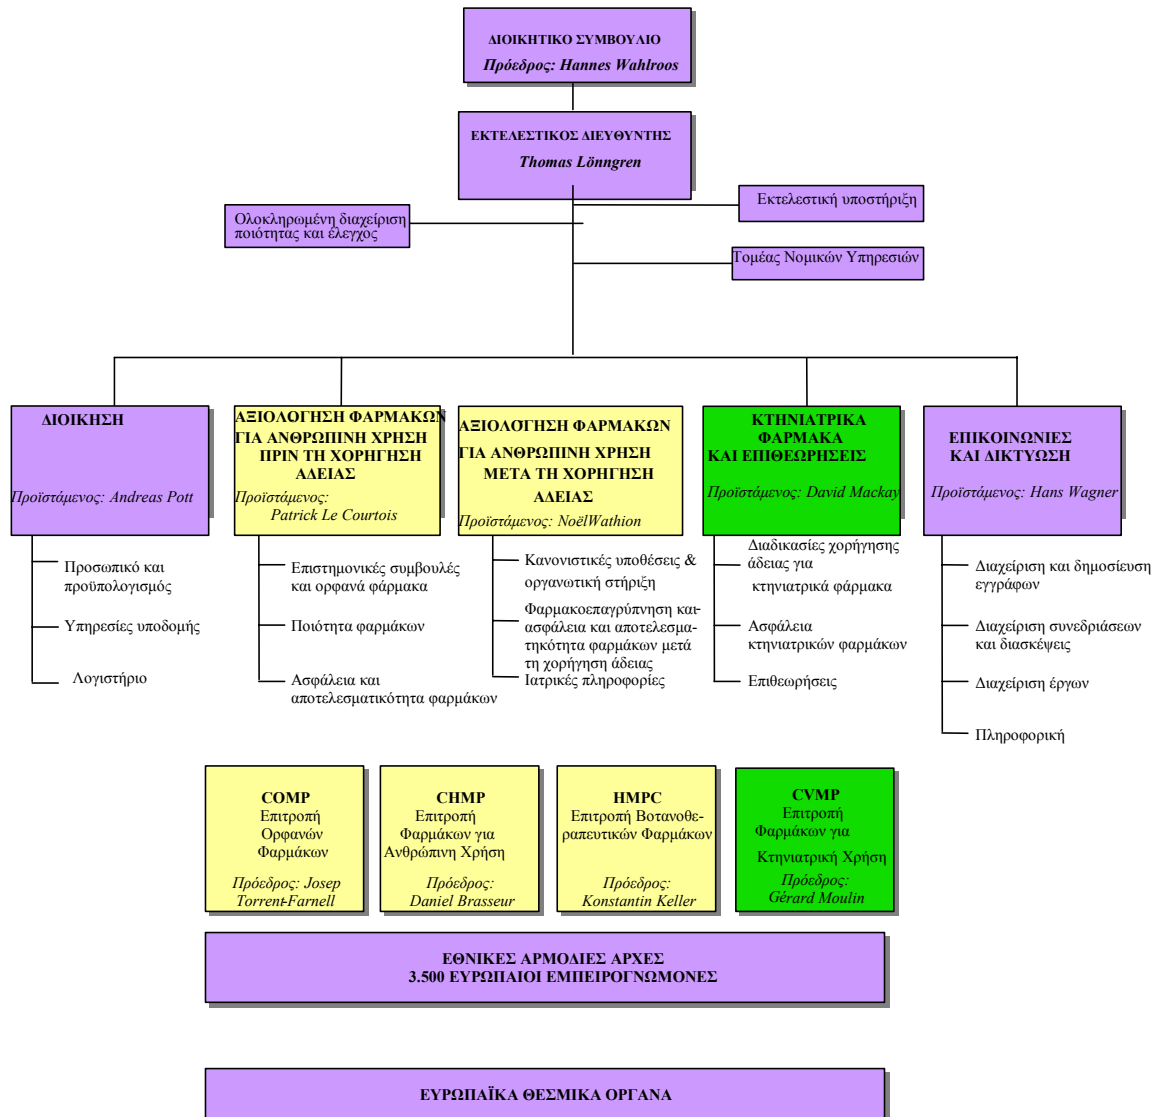 ΔΙΟΙΚΗΤΙΚΟ ΣΥΜΒΟΥΛΙΟ
Πρόεδρος: Hannes Wahlroos
ΕΚΤΕΛΕΣΤΙΚΟΣ ΔΙΕΥΘΥΝΤΗΣ
Thomas Lönngren
Εκτελεστική υποστήριξη
Ολοκληρωμένη διαχείριση
ποιότητας και έλεγχος
Τομέας Νομικών Υπηρεσιών
ΔΙΟΙΚΗΣΗ
Προϊστάμενος: Andreas Pott
Προσωπικό και
προϋπολογισμός
Υπηρεσίες υποδομής
Λογιστήριο
ΑΞΙΟΛΟΓΗΣΗ ΦΑΡΜΑΚΩΝ
ΓΙΑ ΑΝΘΡΩΠΙΝΗ ΧΡΗΣΗ
ΠΡΙΝ ΤΗ ΧΟΡΗΓΗΣΗ
ΑΔΕΙΑΣ
Προϊστάμενος:
Patrick Le Courtois
Επιστημονικές συμβουλές
και ορφανά φάρμακα
Ποιότητα φαρμάκων
Ασφάλεια και
αποτελεσματικότητα φαρμάκων
ΑΞΙΟΛΟΓΗΣΗ ΦΑΡΜΑΚΩΝ
ΓΙΑ ΑΝΘΡΩΠΙΝΗ ΧΡΗΣΗ
ΜΕΤΑ ΤΗ ΧΟΡΗΓΗΣΗ
ΑΔΕΙΑΣ
Προϊστάμενος: NoëlWathion
Κανονιστικές υποθέσεις &
οργανωτική στήριξη
Φαρμακοεπαγρύπνηση και-
ασφάλεια και αποτελεσμα-
τηκότητα φαρμάκων μετά
τη χορήγηση άδειας
Ιατρικές πληροφορίες
ΚΤΗΝΙΑΤΡΙΚΑ
ΦΑΡΜΑΚΑ
ΚΑΙ ΕΠΙΘΕΩΡΗΣΕΙΣ
Προϊστάμενος: David Mackay
Διαδικασίες χορήγησης
άδειας για
κτηνιατρικά φάρμακα
Ασφάλεια
κτηνιατρικών φαρμάκων
Επιθεωρήσεις
ΕΠΙΚΟΙΝΩΝΙΕΣ
ΚΑΙ ΔΙΚΤΥΩΣΗ
Προϊστάμενος: Hans Wagner
Διαχείριση και δημοσίευση
εγγράφων
Διαχείριση συνεδριάσεων
και διασκέψεις
Διαχείριση έργων
Πληροφορική
COMP
Επιτροπή
Ορφανών
Φαρμάκων
Πρόεδρος: Josep
Torrent-Farnell
CHMP
Επιτροπή
Φαρμάκων για
Ανθρώπινη Χρήση
Πρόεδρος:
Daniel Brasseur
HMPC
Επιτροπή Βοτανοθε-
ραπευτικών Φαρμάκων
Πρόεδρος:
Konstantin Keller
CVMP
Επιτροπή
Φαρμάκων για
Κτηνιατρική Χρήση
Πρόεδρος:
Gérard Moulin
ΕΘΝΙΚΕΣ ΑΡΜΟΔΙΕΣ ΑΡΧΕΣ
3.500 ΕΥΡΩΠΑΙΟΙ ΕΜΠΕΙΡΟΓΝΩΜΟΝΕΣ
ΕΥΡΩΠΑΪΚΑ ΘΕΣΜΙΚΑ ΟΡΓΑΝΑ